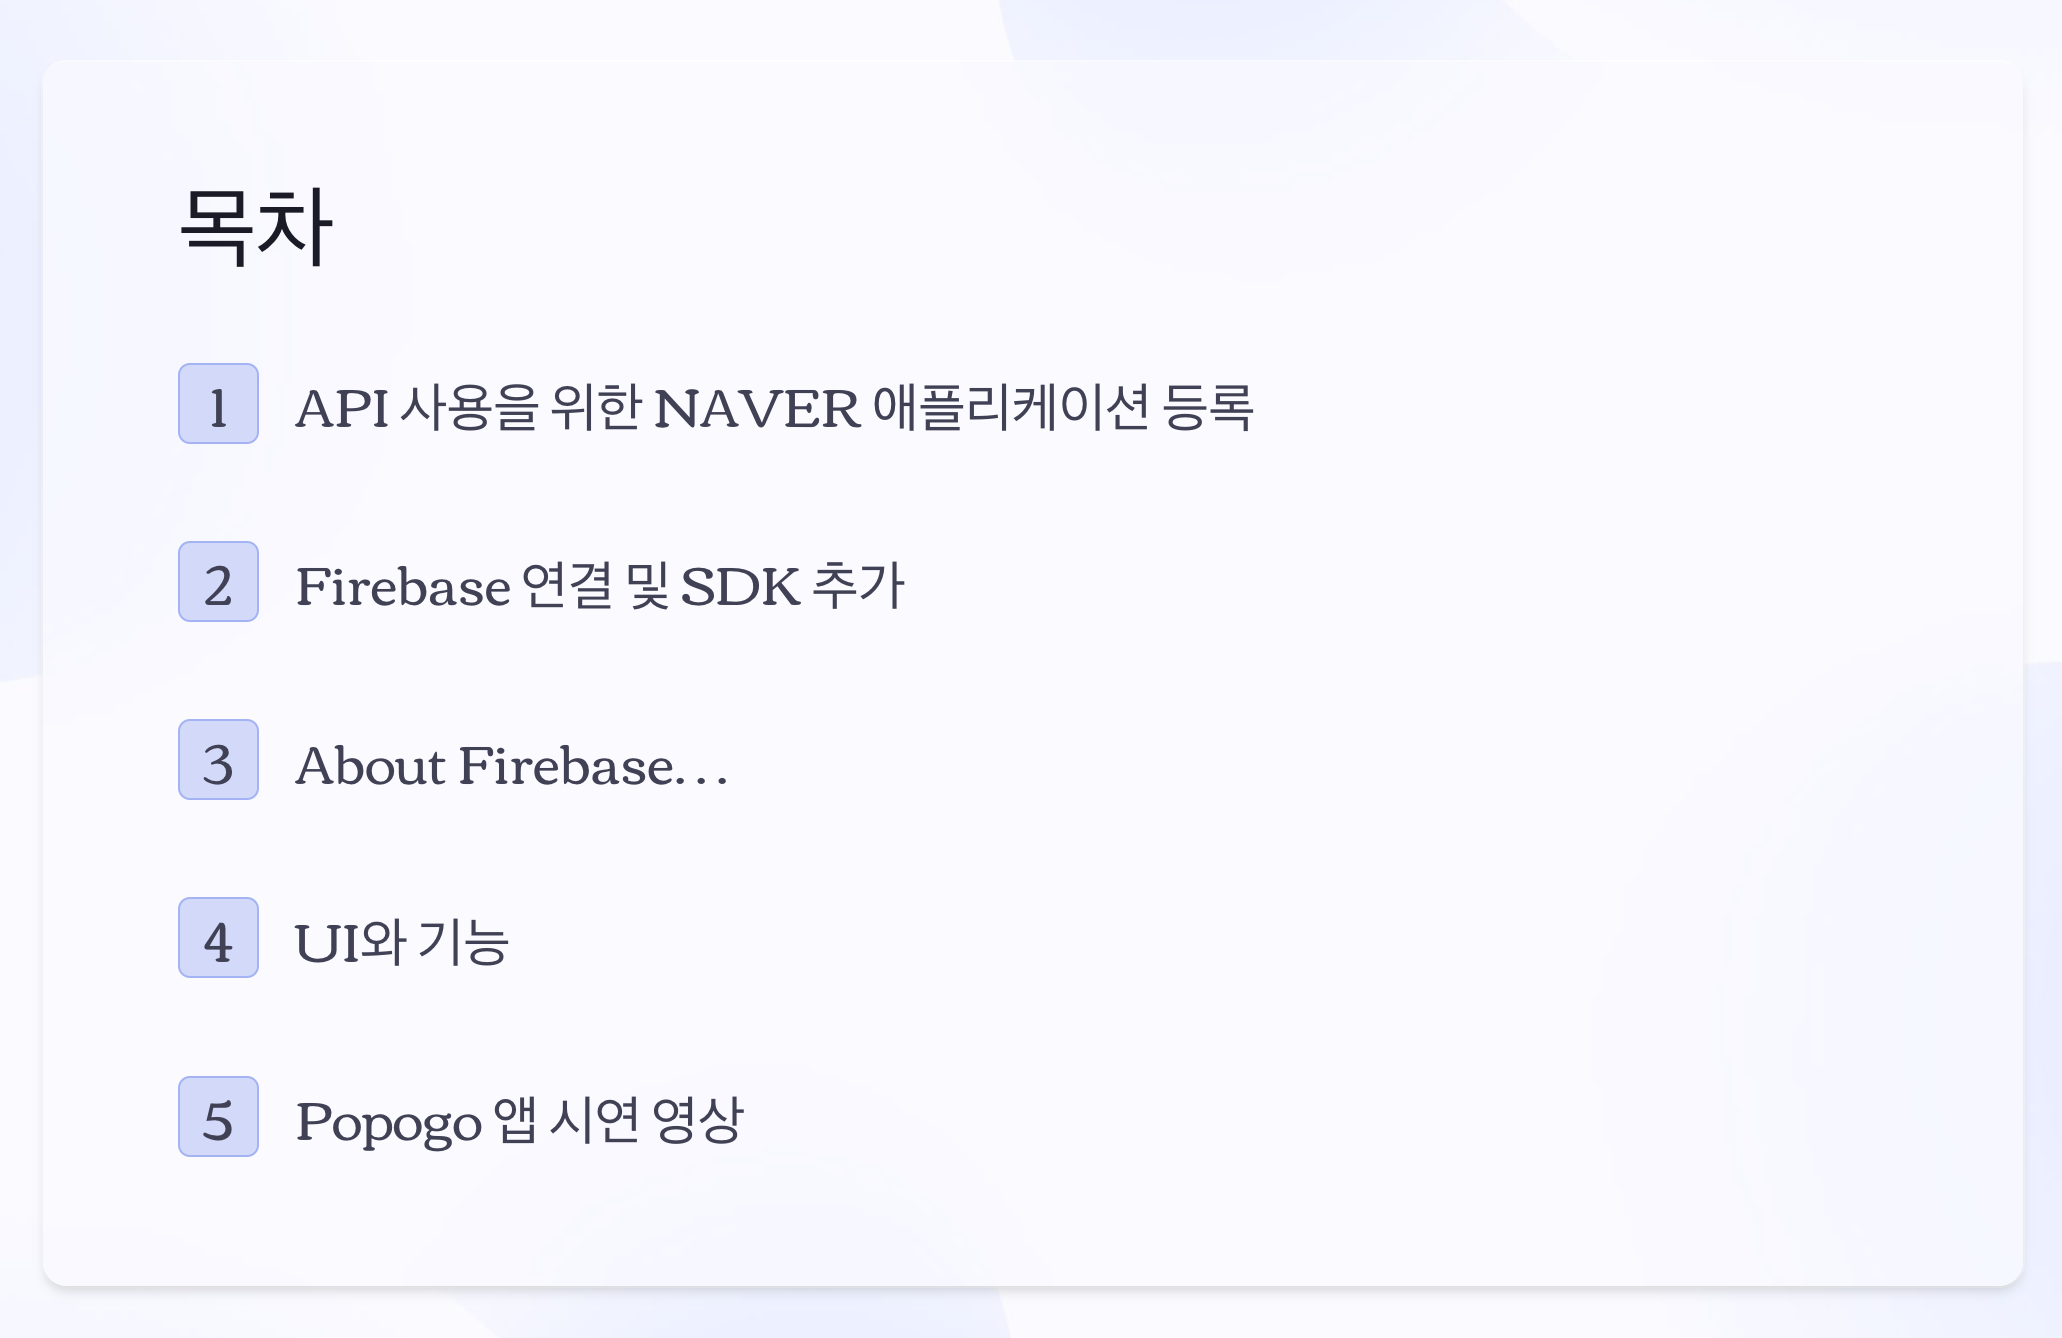 목차
1 API 사용을 위한 NAVER 애플리케이션 등록
2 Firebase 연결 및 SDK 추가
3 About Firebase...
4 UI와 기능
5 Popogo 앱 시연 영상